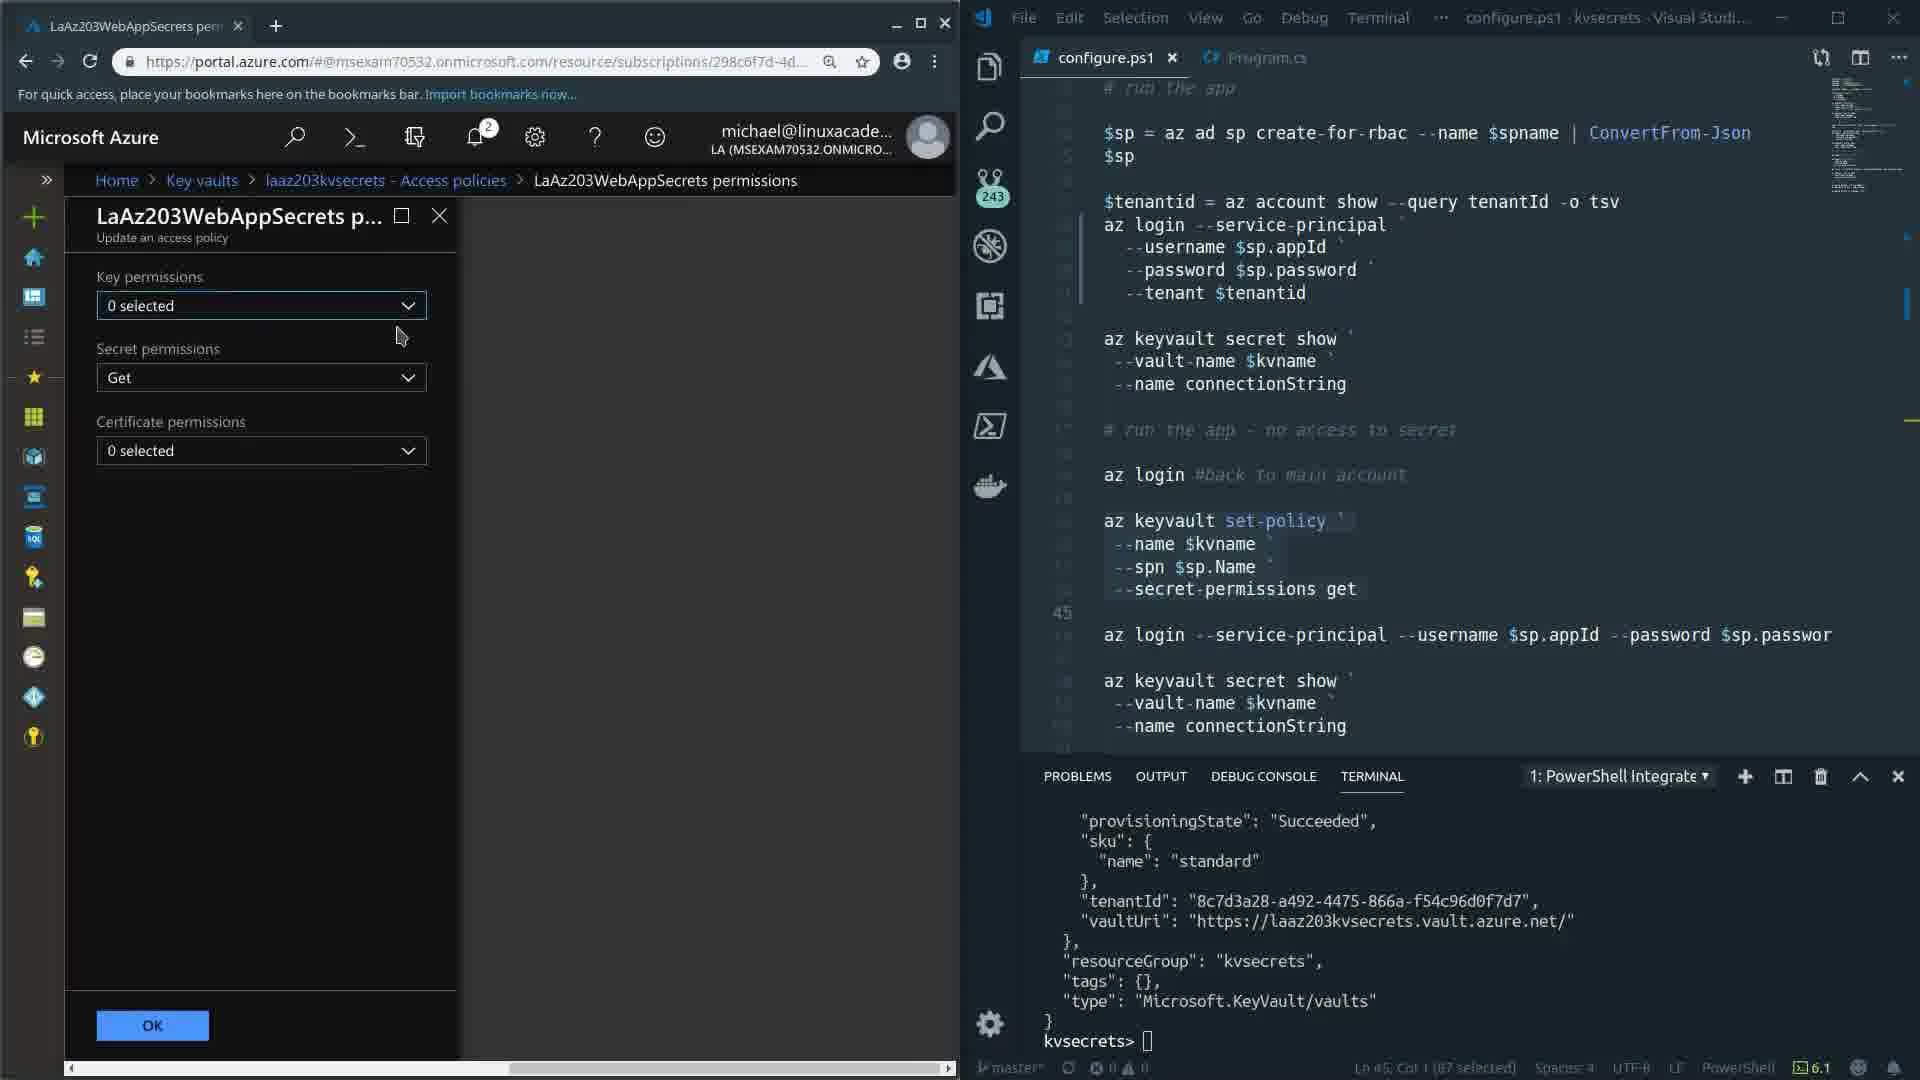 LaAz203WebAppSecrets per
https://portal.azure.com/#@msexam70532.onmicrosoft.com/resource/subscriptions/298c6f7d-4d...
For quick access, place your bookmarks here on the bookmarks bar. Import bookmarks now...
Microsoft Azure
2
michael@linuxacade...
LA (MSEXAM70532.ONMICRO...
Home > Key vaults > laaz203kvsecrets - Access policies > LaAz203WebAppSecrets permissions
LaAz203WebAppSecrets p...
Update an access policy
Key permissions
0 selected
Secret permissions
Get
Certificate permissions
0 selected
OK
SQL
File Edit Selection View Go Debug Terminal ··· configure.ps1 · kvsecrets - Visual Studi...
configure.ps1 Program.cs
243
# run the app
$sp = az ad sp create-for-rbac --name $spname | ConvertFrom-Json
$sp
$tenantid = az account show --query tenantId -o tsv
az login --service-principal `
--username $sp.appId `
--password $sp.password `
--tenant $tenantid
az keyvault secret show `
--vault-name $kvname `
--name connectionString
# run the app - no access to secret
az login #back to main account
az keyvault set-policy `
--name $kvname `
--spn $sp.Name `
--secret-permissions get
45
az login --service-principal --username $sp.appId --password $sp.passwor
az keyvault secret show `
--vault-name $kvname `
--name connectionString
PROBLEMS OUTPUT DEBUG CONSOLE TERMINAL 1: PowerShell Integrate
"provisioningState": "Succeeded",
"sku": {
"name": "standard"
},
"tenantId": "8c7d3a28-a492-4475-866a-f54c96d0f7d7",
"vaultUri": "https://laaz203kvsecrets.vault.azure.net/"
},
"resourceGroup": "kvsecrets",
"tags": {},
"type": "Microsoft.KeyVault/vaults"
}
kvsecrets>
master* 0 0 Ln 45, Col 1 (87 selected) Spaces: 4 UTF-8 LF PowerShell 6.1